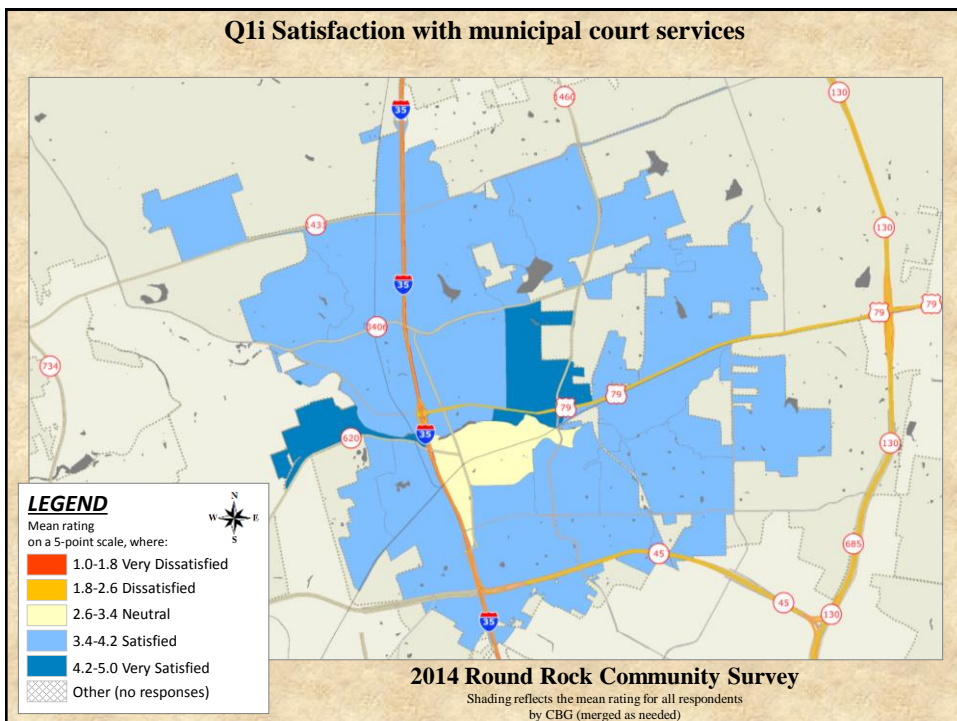 Q1i Satisfaction with municipal court services
35
1460
130
1431
130
35
79
79
3406
734
79
79
35
620
130
685
45
45
130
35
LEGEND
N
W E
S
Mean rating
on a 5-point scale, where:
1.0-1.8 Very Dissatisfied
1.8-2.6 Dissatisfied
2.6-3.4 Neutral
3.4-4.2 Satisfied
4.2-5.0 Very Satisfied
Other (no responses)
2014 Round Rock Community Survey
Shading reflects the mean rating for all respondents
by CBG (merged as needed)